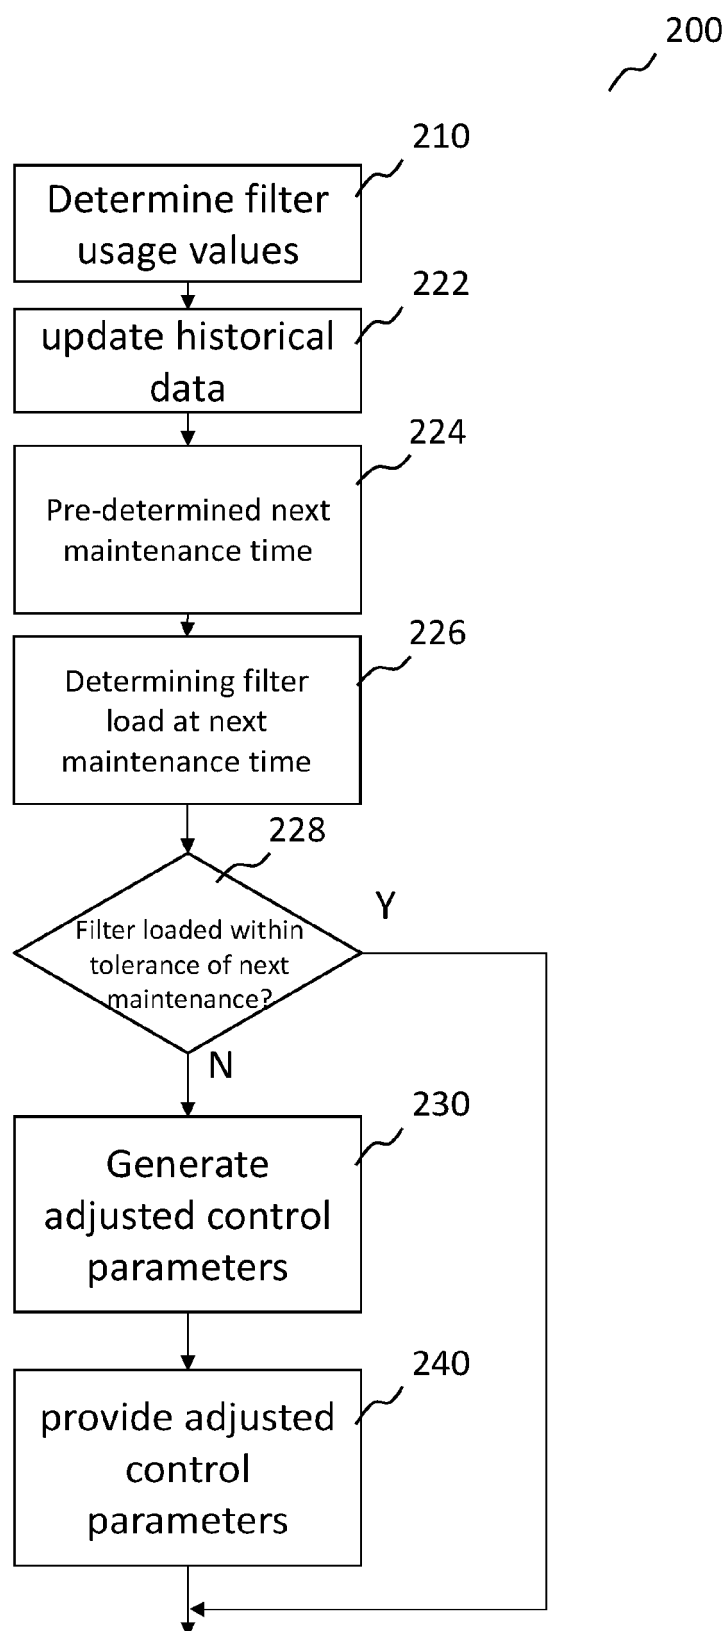 200
210
Determine filter
usage values
222
update historical
data
224
Pre-determined next
maintenance time
226
Determining filter
load at next
maintenance time
228
Y
Filter loaded within
tolerance of next
maintenance?
N
230
Generate
adjusted control
parameters
240
provide adjusted
control
parameters